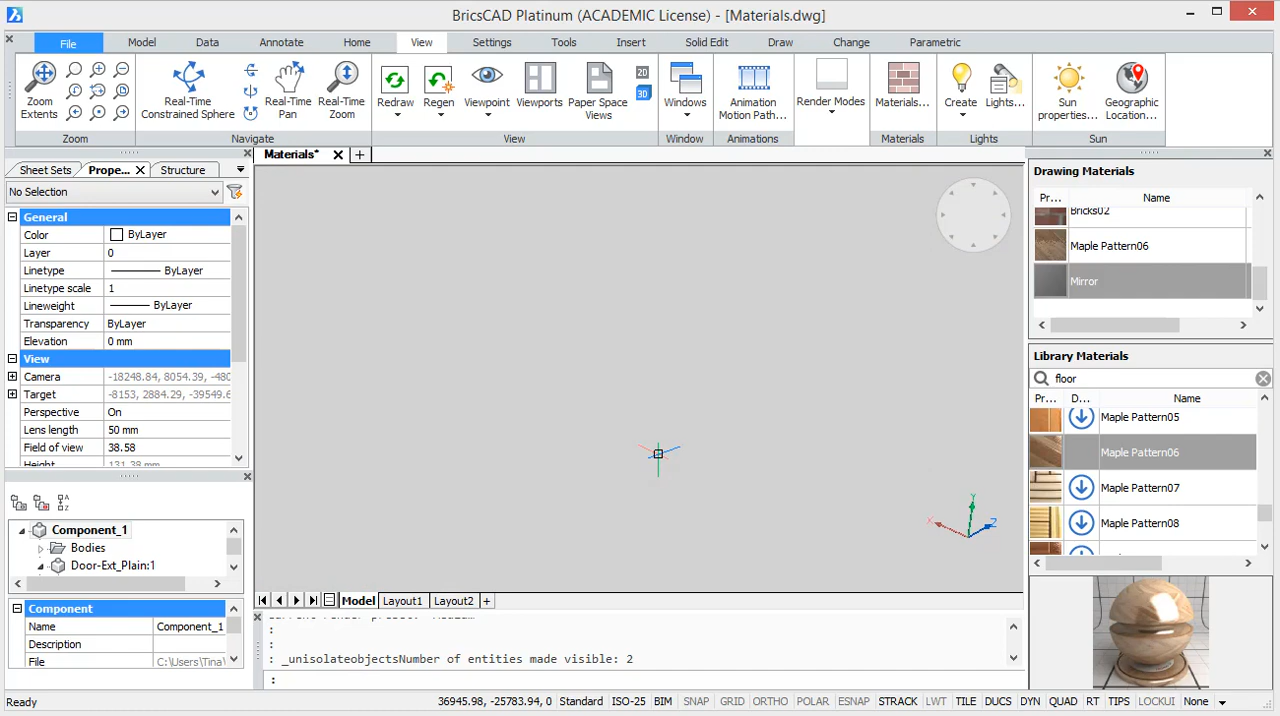 BricsCAD Platinum (ACADEMIC License) - [Materials.dwg]
File Model Data Annotate Home View Settings Tools Insert Solid Edit Draw Change Parametric
Zoom Extents
Real-Time Constrained Sphere
Real-Time Pan
Real-Time Zoom
Redraw
Regen
Viewpoint
Viewports
Paper Space Views
2D
3D
Windows
Animation Motion Path...
Render Modes
Materials...
Create
Lights...
Sun properties...
Geographic Location...
Zoom Navigate View Window Animations Materials Lights Sun
Materials*
Sheet Sets Prope... Structure
No Selection
General
Color ByLayer
Layer 0
Linetype ByLayer
Linetype scale 1
Lineweight ByLayer
Transparency ByLayer
Elevation 0 mm
View
Camera -18248.84, 8054.39, -480
Target -8153, 2884.29, -39549.6
Perspective On
Lens length 50 mm
Field of view 38.58
Height 131.38 mm
Component_1
Bodies
Door-Ext_Plain:1
Component
Name Component_1
Description
File C:\Users\Tina'
X
Y
Z
Model Layout1 Layout2 +
Current render preset: Medium
:
:
: _unisolateobjectsNumber of entities made visible: 2
:
Drawing Materials
Pr... Name
Bricks02
Maple Pattern06
Mirror
Library Materials
floor
Pr... D... Name
Maple Pattern05
Maple Pattern06
Maple Pattern07
Maple Pattern08
Ready 36945.98, -25783.94, 0 Standard ISO-25 BIM SNAP GRID ORTHO POLAR ESNAP STRACK LWT TILE DUCS DYN QUAD RT TIPS LOCKUI None